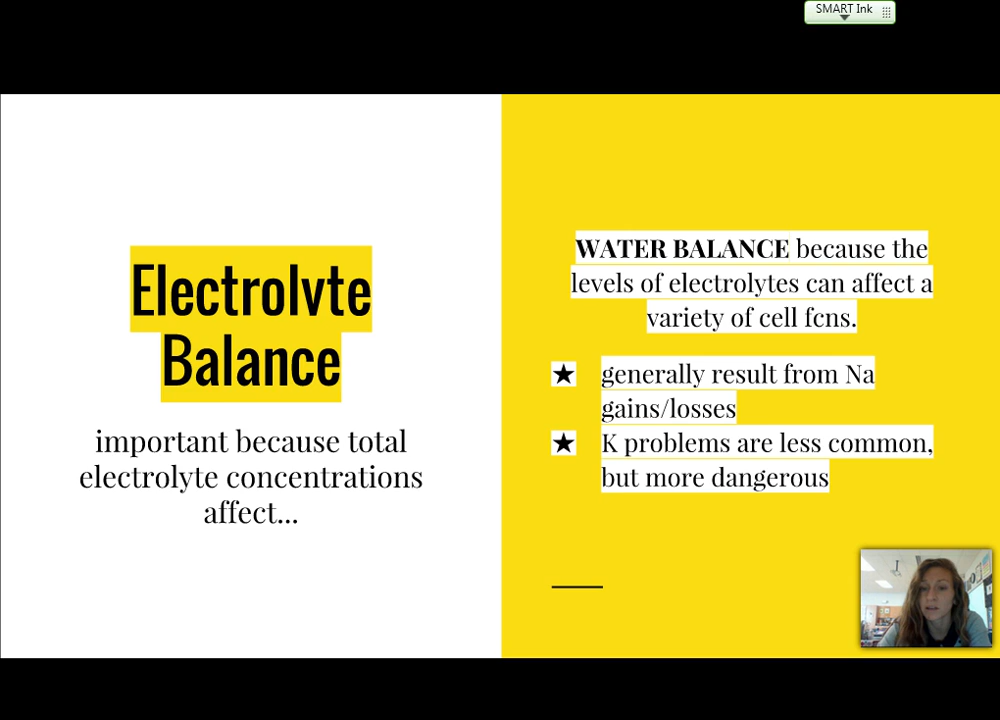 SMART Ink
Electrolyte
Balance
important because total
electrolyte concentrations
affect...
WATER BALANCE because the
levels of electrolytes can affect a
variety of cell fcns.
★ generally result from Na
gains/losses
★ K problems are less common,
but more dangerous